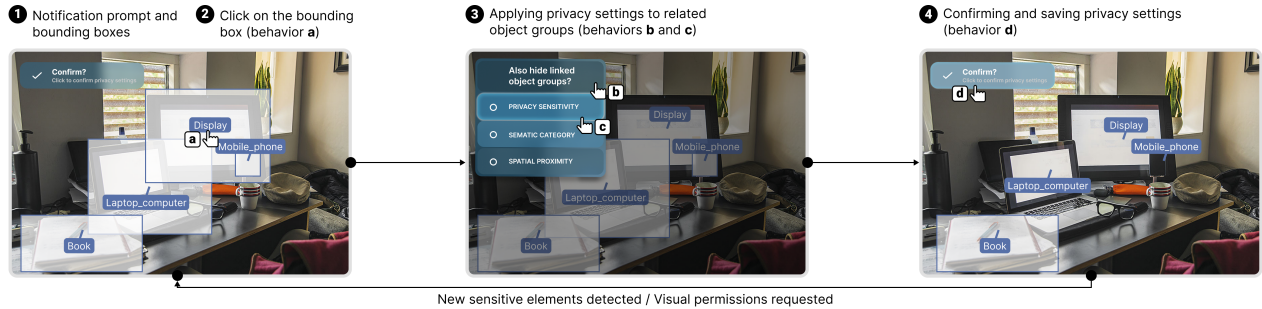 1 Notification prompt and
bounding boxes
2 Click on the bounding
box (behavior a)
3 Applying privacy settings to related
object groups (behaviors b and c)
4 Confirming and saving privacy settings
(behavior d)
Confirm?
Click to confirm privacy settings
Display
a
Mobile_phone
Laptop_computer
Book
Also hide linked
object groups?
b
PRIVACY SENSITIVITY
c
SEMATIC CATEGORY
SPATIAL PROXIMITY
Display
Mobile_phone
Laptop_computer
Book
Confirm?
Click to confirm privacy settings
d
Display
Mobile_phone
Laptop_computer
Book
New sensitive elements detected / Visual permissions requested